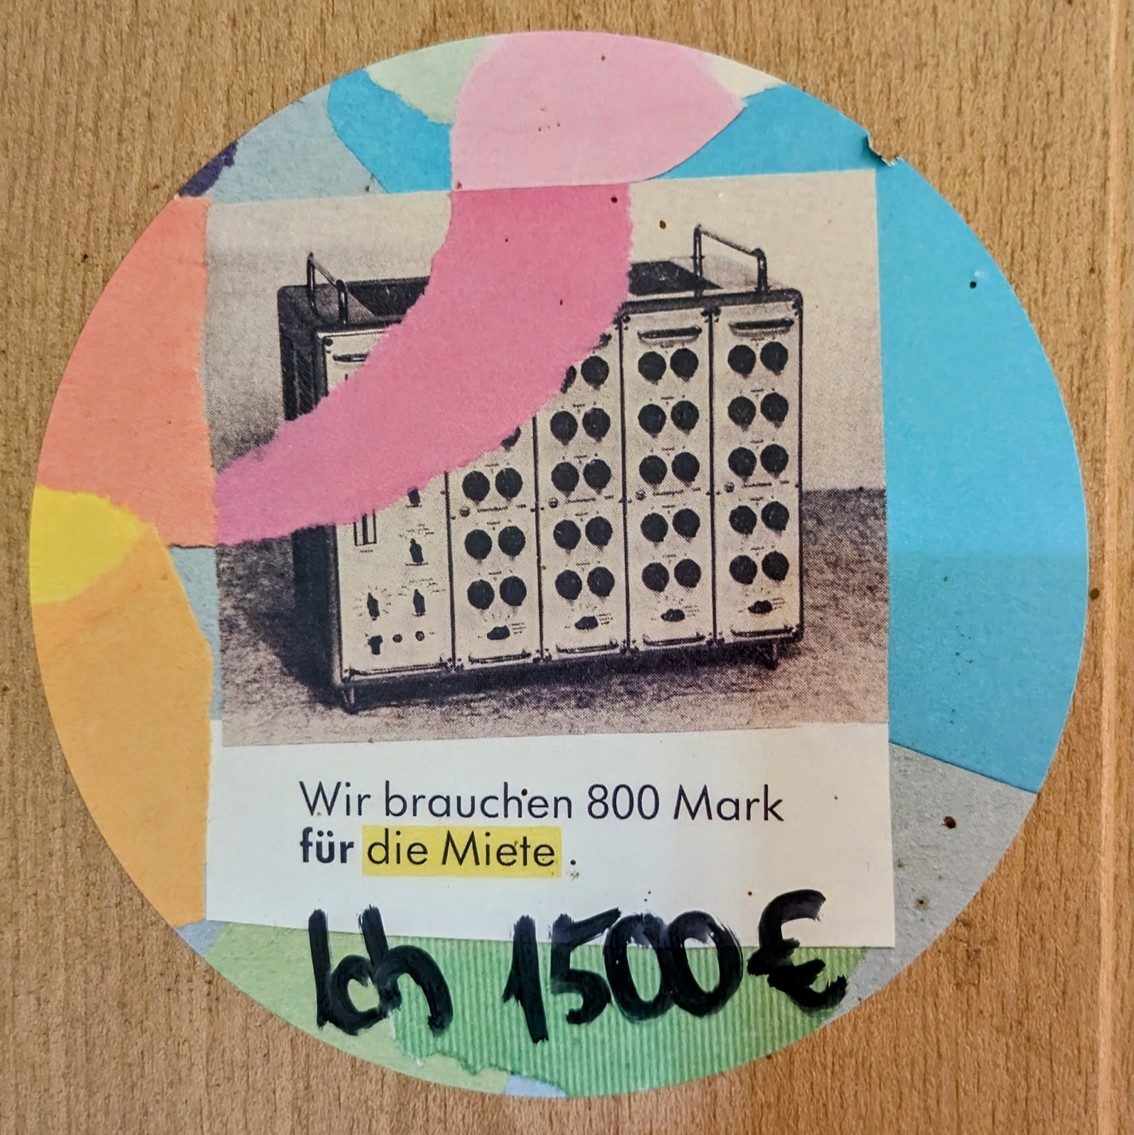 Wir brauchen 800 Mark
für die Miete .
Ich 1500 €